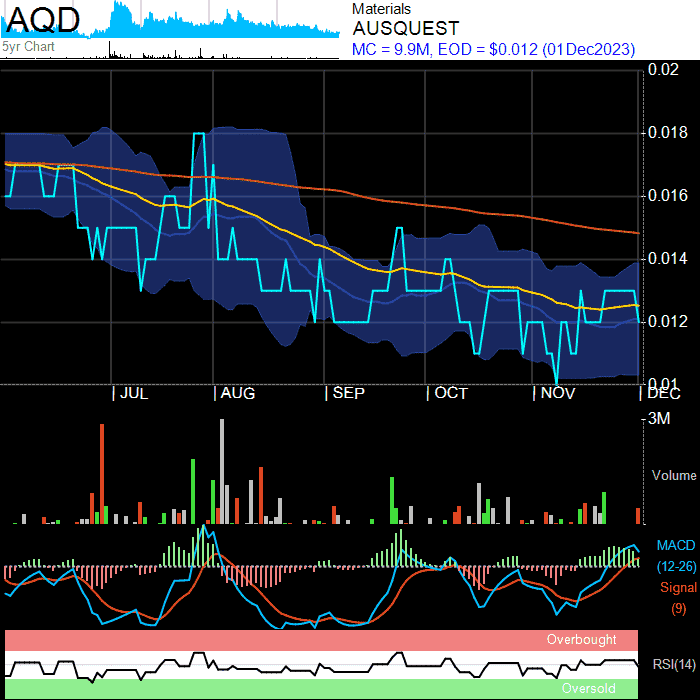 AQD
5yr Chart
Materials
AUSQUEST
MC = 9.9M, EOD = $0.012 (01Dec2023)
0.02
0.018
0.016
0.014
0.012
0.01
JUL
AUG
SEP
OCT
NOV
DEC
3M
Volume
MACD
(12-26)
Signal
(9)
Overbought
RSI(14)
Oversold